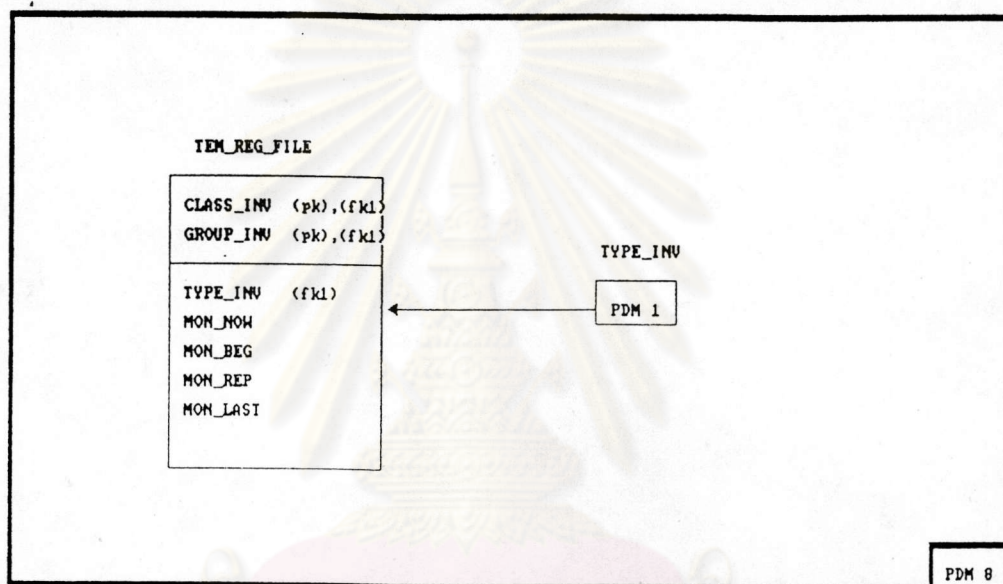 TEM_REG_FILE
CLASS_INV (pk),(fk1)
GROUP_INV (pk),(fk1)
TYPE_INV (fk1)
MON_NOW
MON_BEG
MON_REP
MON_LAST
TYPE_INV
PDM 1
PDM 8